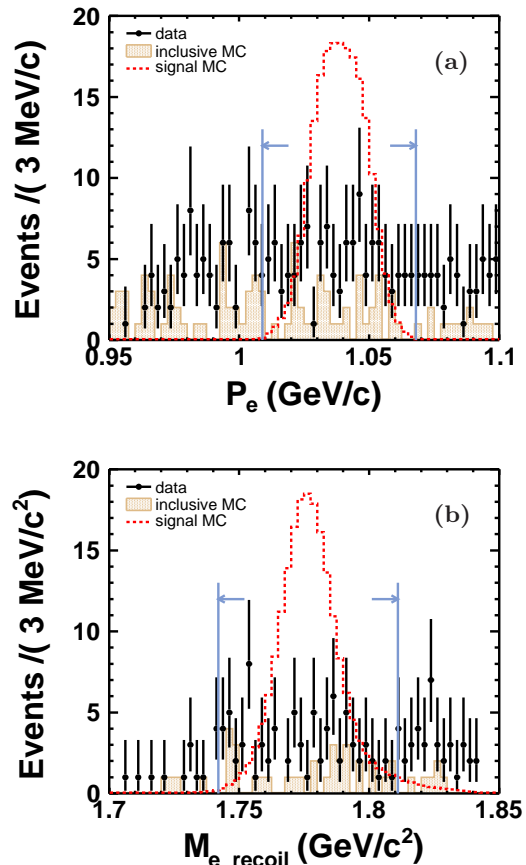 20
15
10
5
0
Events /( 3 MeV/c)
data
inclusive MC
signal MC
(a)
0.95 1 1.05 1.1
P_e (GeV/c)
20
15
10
5
0
Events /( 3 MeV/c²)
data
inclusive MC
signal MC
(b)
1.7 1.75 1.8 1.85
M_e_recoil (GeV/c²)